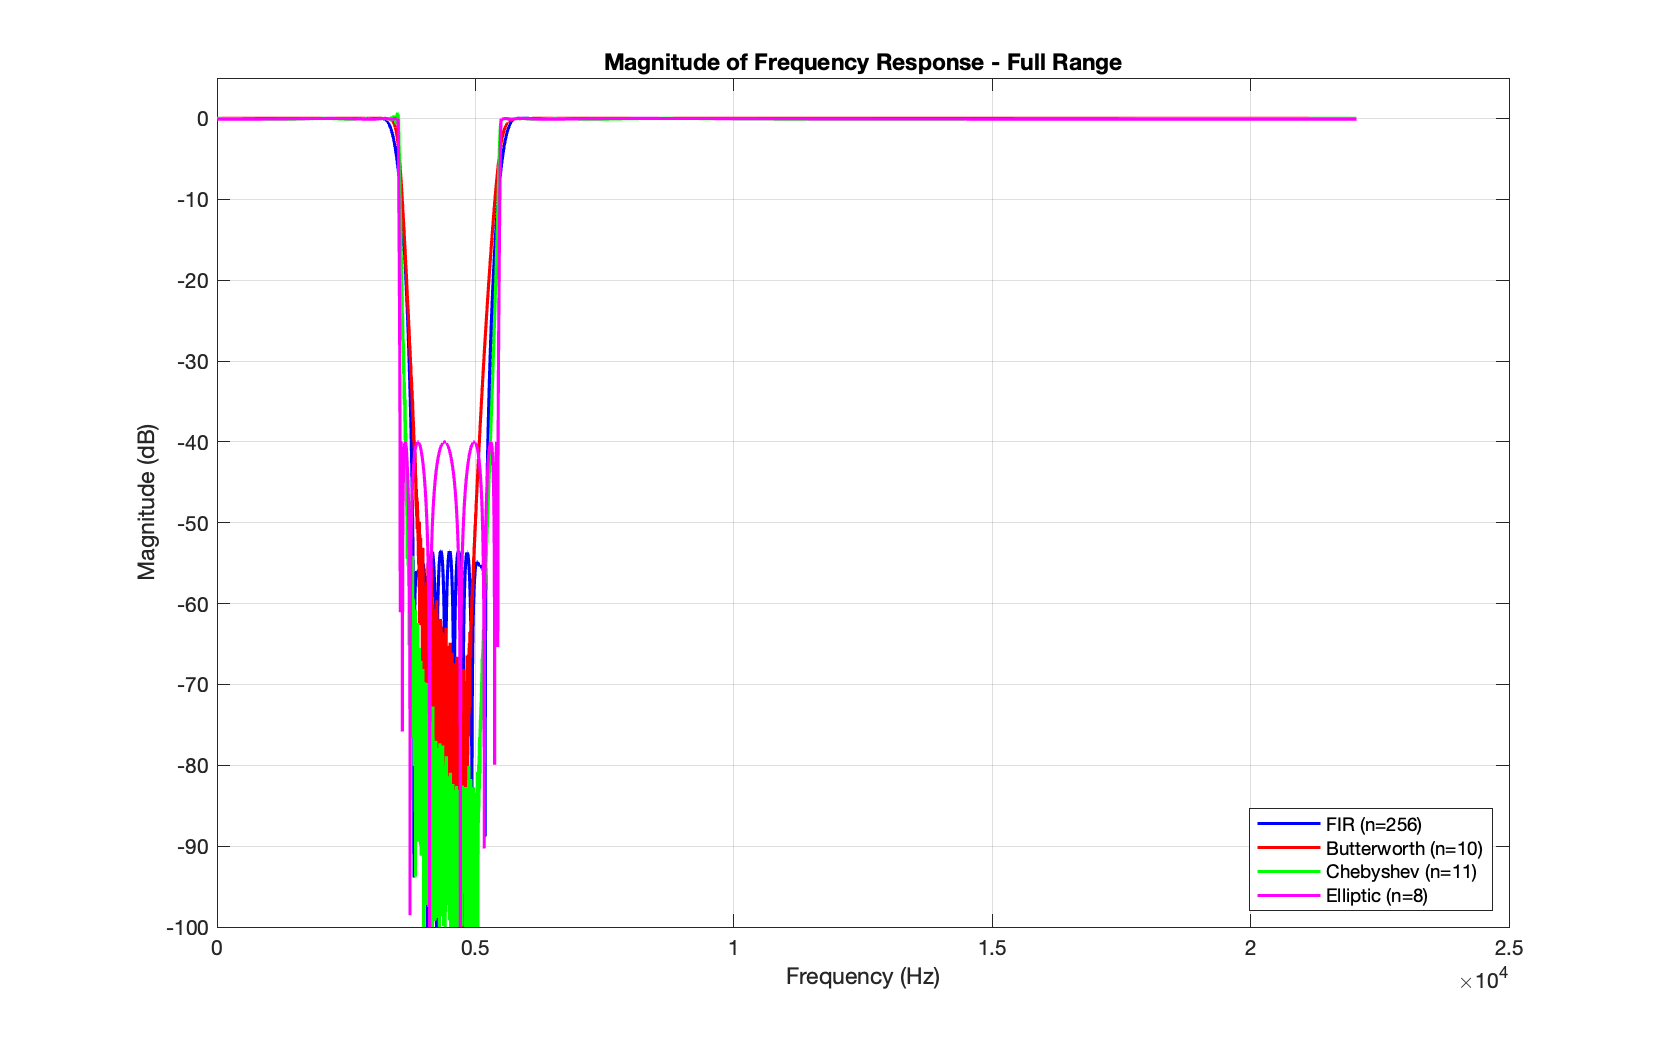 Magnitude of Frequency Response - Full Range
0
-10
-20
-30
-40
-50
-60
-70
-80
-90
-100
Magnitude (dB)
0
0.5
1
1.5
2
2.5
Frequency (Hz)
×10⁴
FIR (n=256)
Butterworth (n=10)
Chebyshev (n=11)
Elliptic (n=8)